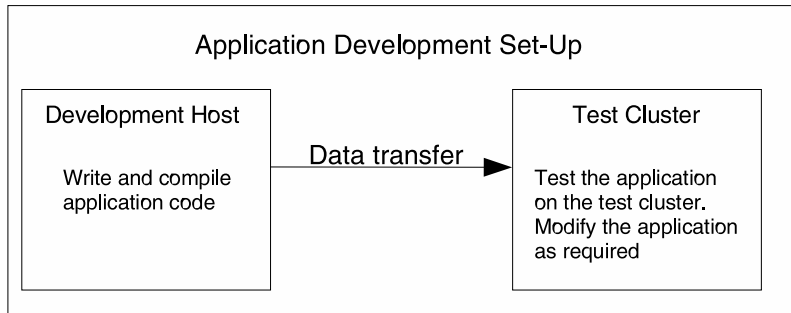 Application Development Set-Up
Development Host
Write and compile
application code
Data transfer
Test Cluster
Test the application
on the test cluster.
Modify the application
as required